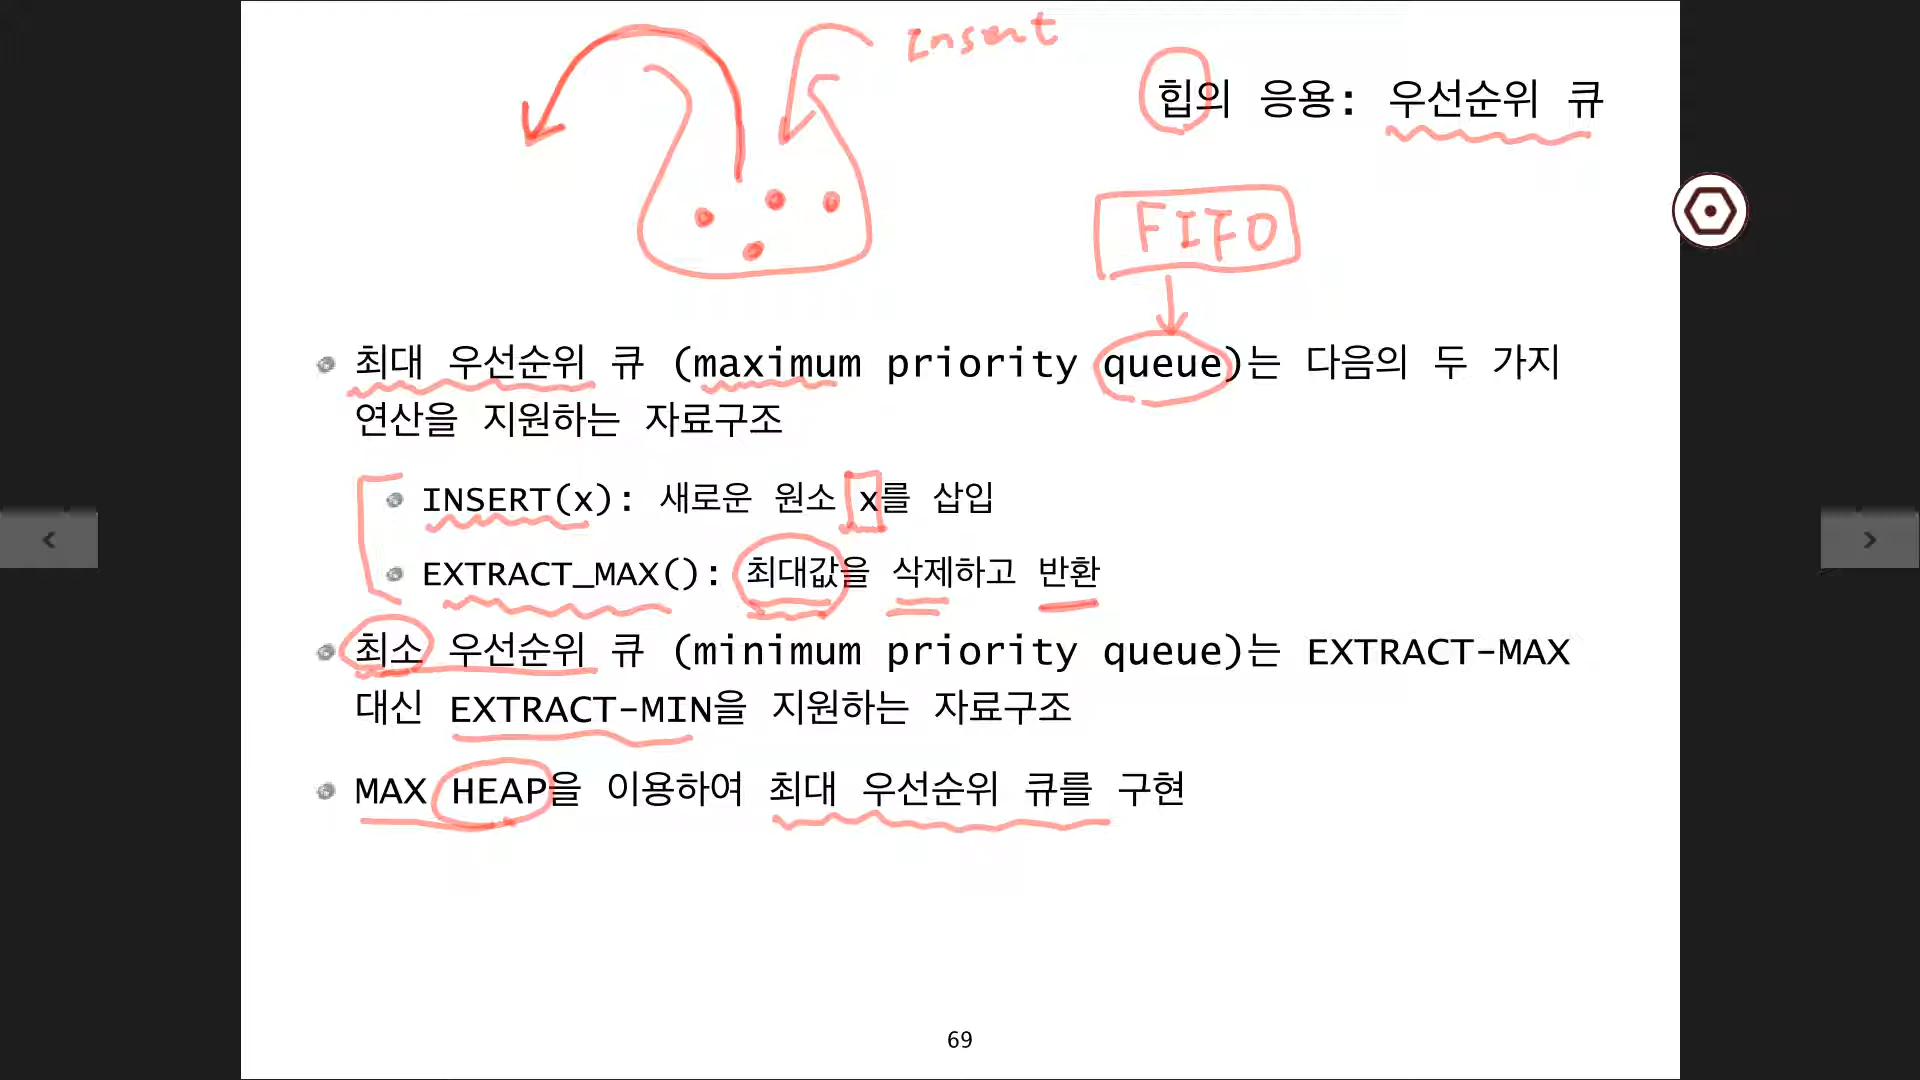 Insert
힙의 응용: 우선순위 큐
FIFO
최대 우선순위 큐 (maximum priority queue)는 다음의 두 가지
연산을 지원하는 자료구조
INSERT(x): 새로운 원소 x를 삽입
EXTRACT_MAX(): 최대값을 삭제하고 반환
최소 우선순위 큐 (minimum priority queue)는 EXTRACT-MAX
대신 EXTRACT-MIN을 지원하는 자료구조
MAX HEAP을 이용하여 최대 우선순위 큐를 구현
69